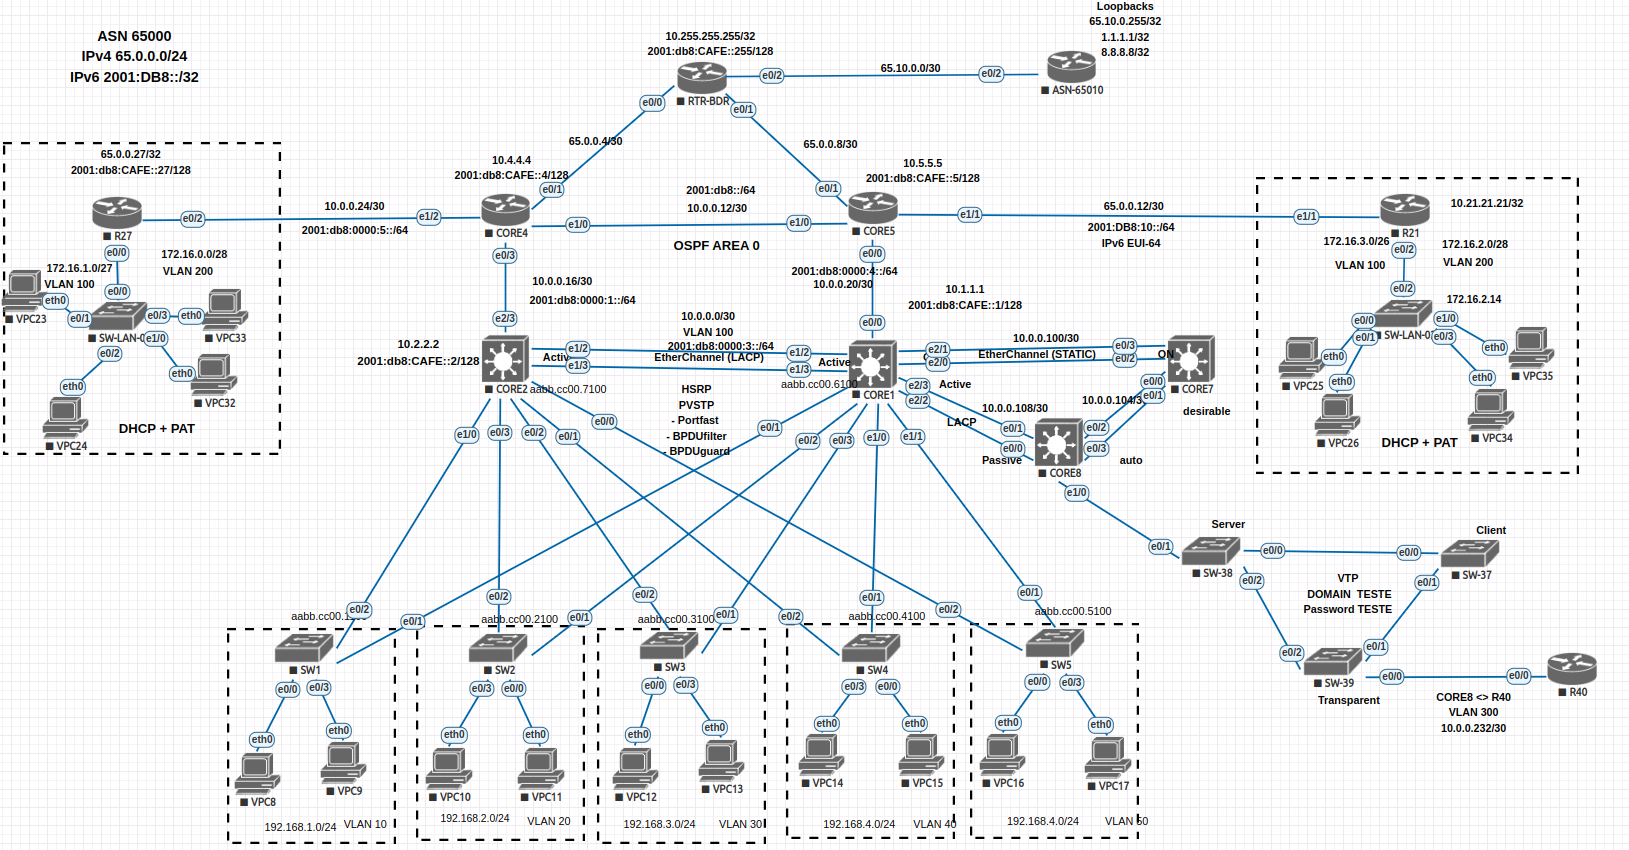 Loopbacks
65.10.0.255/32
1.1.1.1/32
8.8.8.8/32
ASN 65000
IPv4 65.0.0.0/24
IPv6 2001:DB8::/32
10.255.255.255/32
2001:db8:CAFE::255/128
e0/2
65.10.0.0/30
e0/2
RTR-BDR
ASN-65010
e0/0
e0/1
65.0.0.4/30
65.0.0.8/30
65.0.0.27/32
2001:db8:CAFE::27/128
10.4.4.4
2001:db8:CAFE::4/128
e0/1
10.5.5.5
2001:db8:CAFE::5/128
e0/1
2001:db8::/64
10.0.0.12/30
10.0.0.24/30
2001:db8:0000:5::/64
e0/2
e1/2
R27
CORE4
e1/0
e1/0
CORE5
OSPF AREA 0
e1/1
65.0.0.12/30
e1/1
2001:DB8:10::/64
IPv6 EUI-64
R21
10.21.21.21/32
172.16.3.0/26
e0/2
172.16.2.0/28
VLAN 100
VLAN 200
e0/2
172.16.2.14
e0/0
172.16.0.0/28
VLAN 200
172.16.1.0/27
VLAN 100
e0/0
eth0
VPC23
e0/1
SW-LAN-0
e0/3
eth0
VPC33
e0/2
e1/0
eth0
eth0
VPC32
VPC24
DHCP + PAT
e0/3
10.0.0.16/30
2001:db8:0000:1::/64
e2/3
e0/0
2001:db8:0000:4::/64
10.0.0.20/30
e0/0
10.1.1.1
2001:db8:CAFE::1/128
10.0.0.0/30
VLAN 100
2001:db8:0000:3::/64
EtherChannel (LACP)
10.2.2.2
2001:db8:CAFE::2/128
CORE2
Activ
e1/2
e1/3
e1/2
e1/3
Active
aabb.cc00.7100
aabb.cc00.6100
CORE1
e2/1
e2/0
10.0.0.100/30
EtherChannel (STATIC)
e0/3
e0/2
ON
CORE7
desirable
e2/3
e2/2
Active
LACP
10.0.0.108/30
10.0.0.104/3
e0/0
e0/1
e0/1
e0/0
Passive
e0/2
e0/3
auto
CORE8
e1/0
e0/0
e0/1
SW-LAN-0
e1/0
e0/3
eth0
VPC25
eth0
VPC26
eth0
VPC35
eth0
VPC34
DHCP + PAT
HSRP
PVSTP
- Portfast
- BPDUfilter
- BPDUguard
e1/0
e0/3
e0/2
e0/1
e0/0
e0/1
e0/2
e0/3
e1/0
e1/1
Server
e0/1
SW-38
e0/0
e0/0
Client
SW-37
e0/2
e0/1
VTP
DOMAIN TESTE
Password TESTE
e0/2
e0/1
SW-39
Transparent
e0/0
e0/0
R40
CORE8 <> R40
VLAN 300
10.0.0.232/30
e0/2
e0/1
SW1
e0/0
e0/3
eth0
eth0
VPC8
VPC9
192.168.1.0/24
VLAN 10
aabb.cc00.2100
e0/2
e0/1
SW2
e0/3
e0/0
eth0
eth0
VPC10
VPC11
192.168.2.0/24
VLAN 20
aabb.cc00.3100
e0/2
e0/1
SW3
e0/0
e0/3
eth0
eth0
VPC12
VPC13
192.168.3.0/24
VLAN 30
aabb.cc00.4100
e0/2
e0/1
SW4
e0/3
e0/0
eth0
eth0
VPC14
VPC15
192.168.4.0/24
VLAN 40
aabb.cc00.5100
e0/2
e0/1
SW5
e0/0
e0/3
eth0
eth0
VPC16
VPC17
192.168.4.0/24
VLAN 50